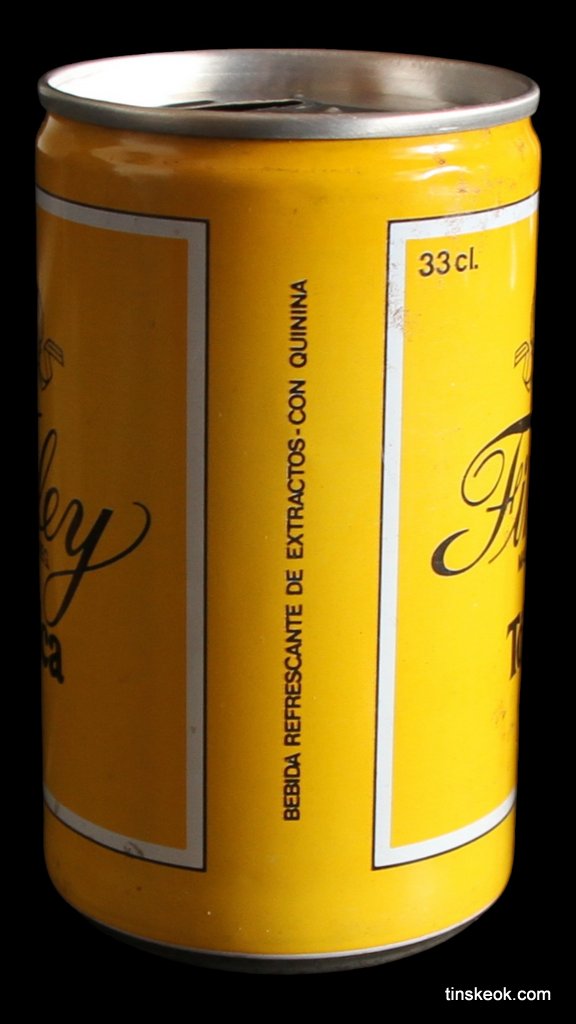 33 cl.
BEBIDA REFRESCANTE DE EXTRACTOS-CON QUININA
tinskeok.com